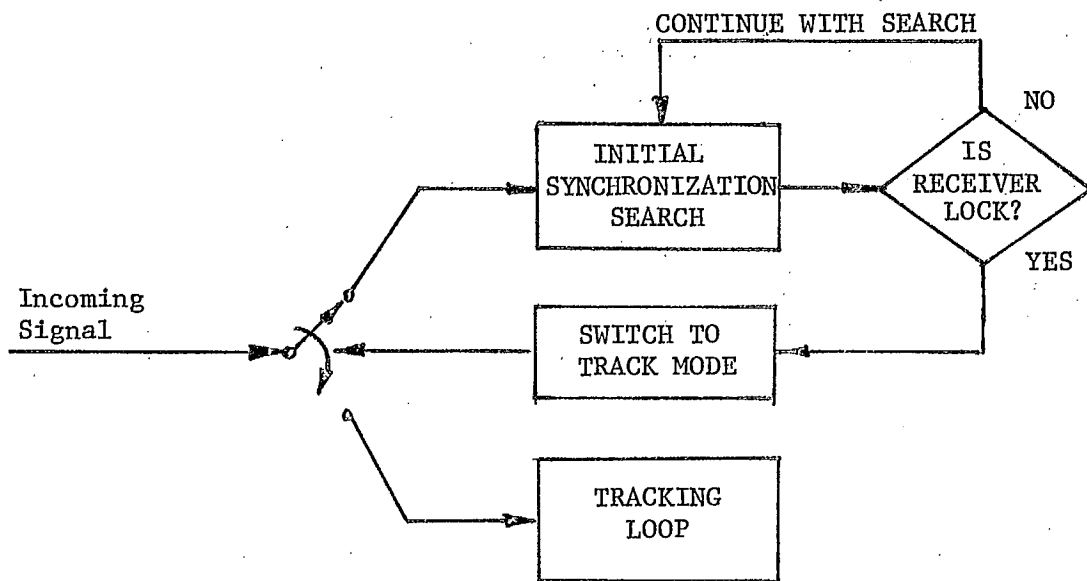 CONTINUE WITH SEARCH
NO
INITIAL
SYNCHRONIZATION
SEARCH
IS
RECEIVER
LOCK?
YES
Incoming
Signal
SWITCH TO
TRACK MODE
TRACKING
LOOP